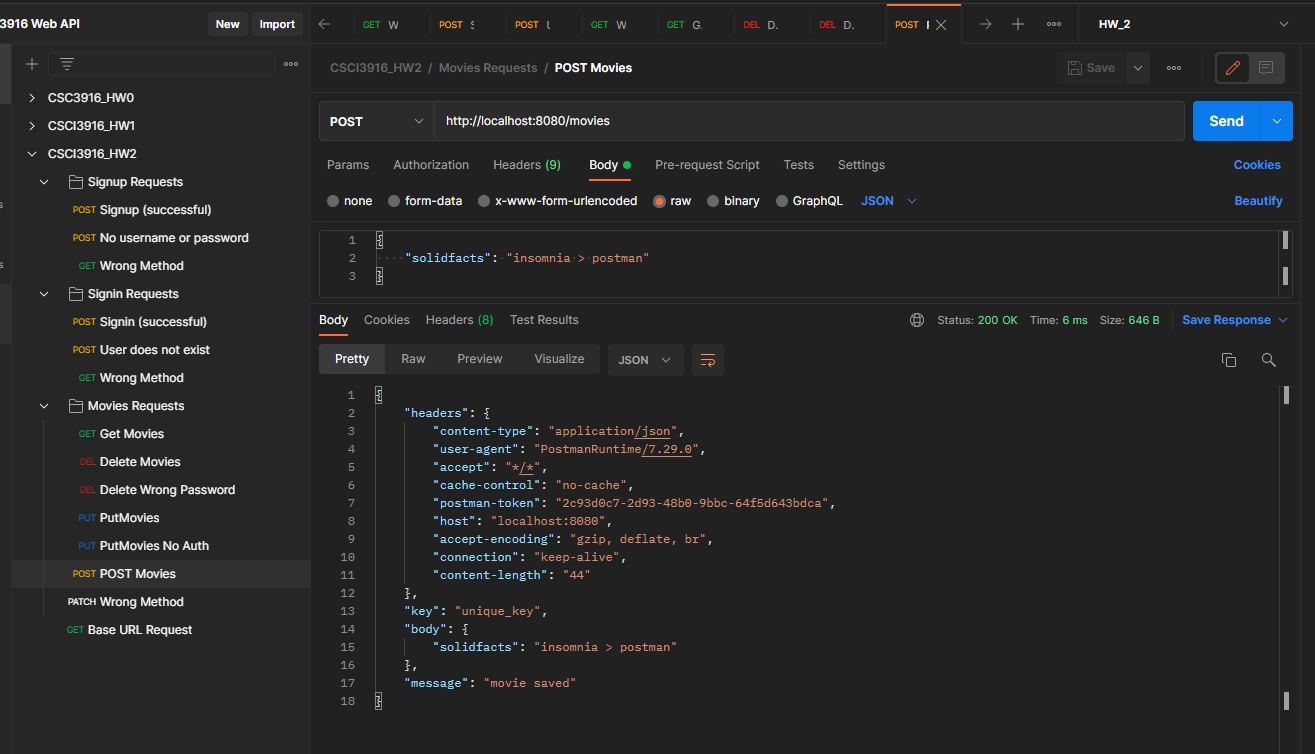 3916 Web API
New
Import
GET W
POST S
POST U
GET W
GET G.
DEL D.
DEL D.
POST
HW_2
CSCI3916_HW2 / Movies Requests / POST Movies
Save
CSC3916_HW0
CSCI3916_HW1
CSCI3916_HW2
Signup Requests
POST Signup (successful)
POST No username or password
GET Wrong Method
Signin Requests
POST Signin (successful)
POST User does not exist
GET Wrong Method
Movies Requests
GET Get Movies
DEL Delete Movies
DEL Delete Wrong Password
PUT PutMovies
PUT PutMovies No Auth
POST POST Movies
PATCH Wrong Method
GET Base URL Request
POST
http://localhost:8080/movies
Send
Params Authorization Headers (9) Body Pre-request Script Tests Settings
Cookies
none form-data x-www-form-urlencoded raw binary GraphQL JSON
Beautify
1 {
2 "solidfacts": "insomnia > postman"
3 }
Body Cookies Headers (8) Test Results
Status: 200 OK Time: 6 ms Size: 646 B Save Response
Pretty Raw Preview Visualize JSON
1 {
2 "headers": {
3 "content-type": "application/json",
4 "user-agent": "PostmanRuntime/7.29.0",
5 "accept": "*/*",
6 "cache-control": "no-cache",
7 "postman-token": "2c93d0c7-2d93-48b0-9bbc-64f5d643bdca",
8 "host": "localhost:8080",
9 "accept-encoding": "gzip, deflate, br",
10 "connection": "keep-alive",
11 "content-length": "44"
12 },
13 "key": "unique_key",
14 "body": {
15 "solidfacts": "insomnia > postman"
16 },
17 "message": "movie saved"
18 }